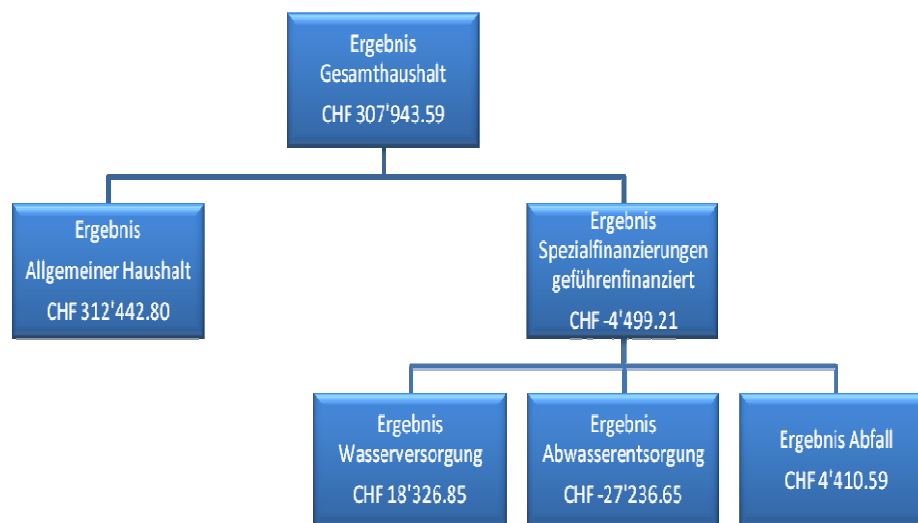 Ergebnis
Gesamthaushalt
CHF 307'943.59
Ergebnis
Allgemeiner Haushalt
CHF 312'442.80
Ergebnis
Spezialfinanzierungen
geführenfinanziert
CHF -4'499.21
Ergebnis
Wasserversorgung
CHF 18'326.85
Ergebnis
Abwasserentsorgung
CHF -27'236.65
Ergebnis Abfall
CHF 4'410.59